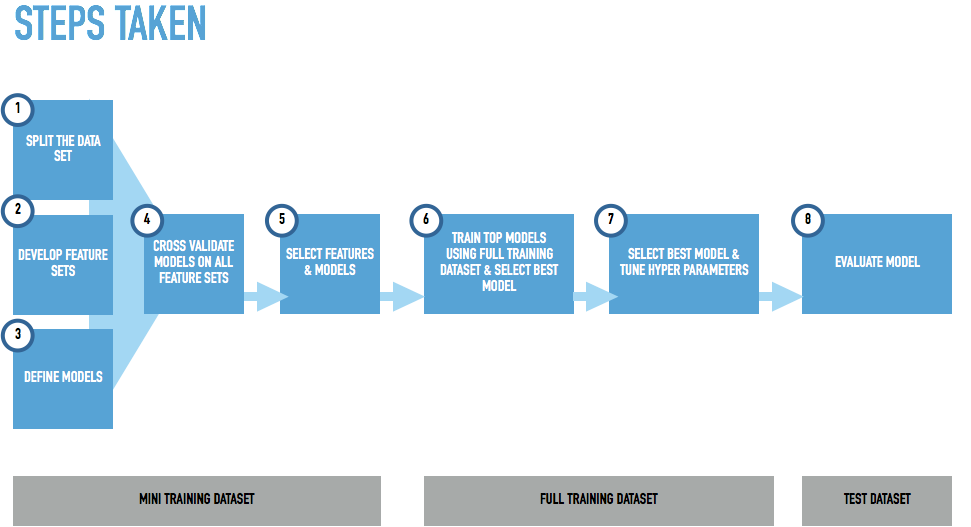 STEPS TAKEN
1
SPLIT THE DATA
SET
2
DEVELOP FEATURE
SETS
3
DEFINE MODELS
4
CROSS VALIDATE
MODELS ON ALL
FEATURE SETS
5
SELECT FEATURES
& MODELS
6
TRAIN TOP MODELS
USING FULL TRAINING
DATASET & SELECT BEST
MODEL
7
SELECT BEST MODEL &
TUNE HYPER PARAMETERS
8
EVALUATE MODEL
MINI TRAINING DATASET
FULL TRAINING DATASET
TEST DATASET